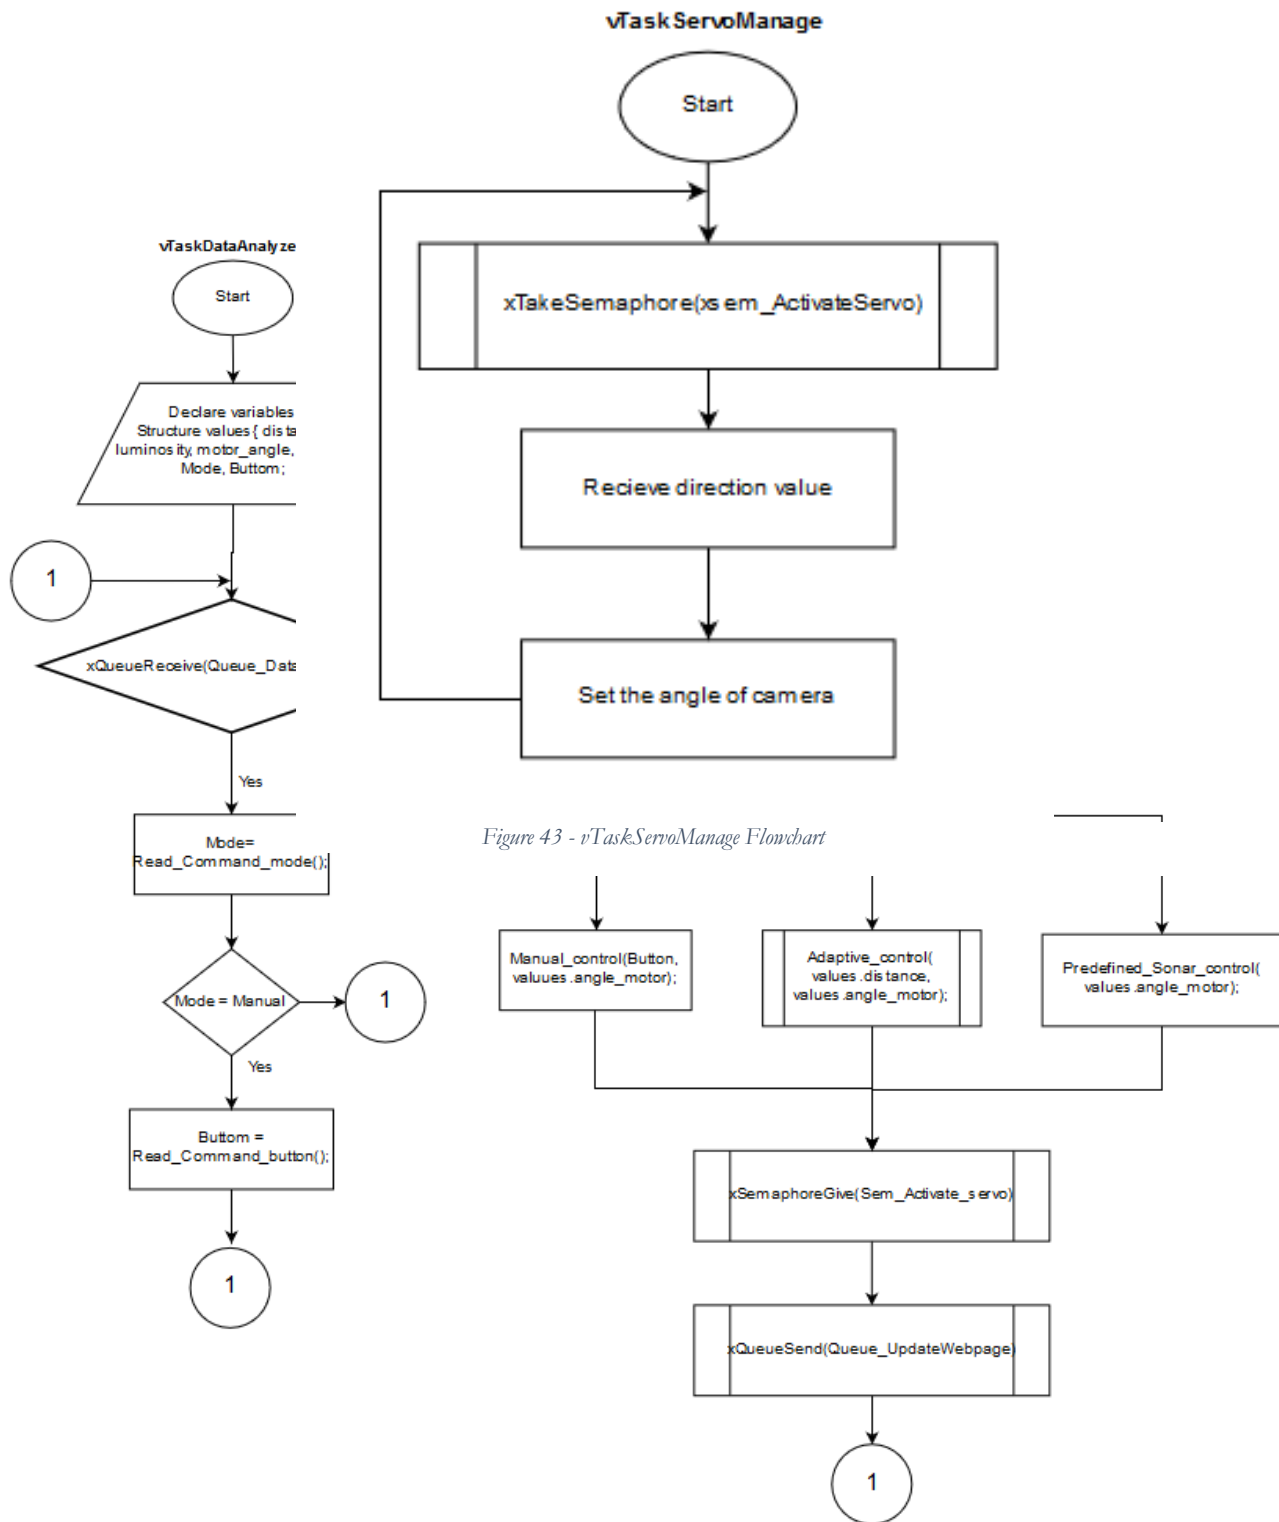 vTaskServoManage
Start
xTakeSemaphore(xsem_ActivateServo)
Recieve direction value
Set the angle of camera
Figure 43 - vTaskServoManage Flowchart
vTaskDataAnalyze
Start
Declare variables
Structure values{ dista
luminosity, motor_angle,
Mode, Buttom;
1
xQueueReceive(Queue_Data
Yes
Mode=
Read_Command_mode();
Mode = Manual
1
Yes
Buttom =
Read_Command_button();
1
Manual_control(Button,
valuues.angle_motor);
Adaptive_control(
values.distance,
values.angle_motor);
Predefined_Sonar_control(
values.angle_motor);
xSemaphoreGive(Sem_Activate_servo)
xQueueSend(Queue_UpdateWebpage)
1